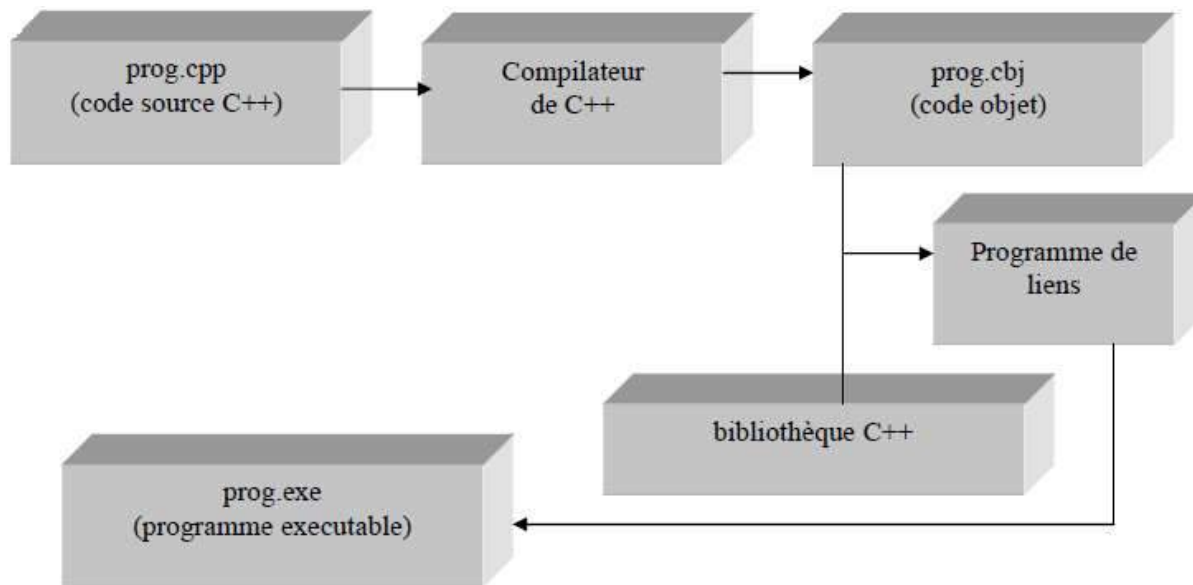 prog.cpp
(code source C++)
Compilateur
de C++
prog.cbj
(code objet)
Programme de
liens
bibliothèque C++
prog.exe
(programme executable)